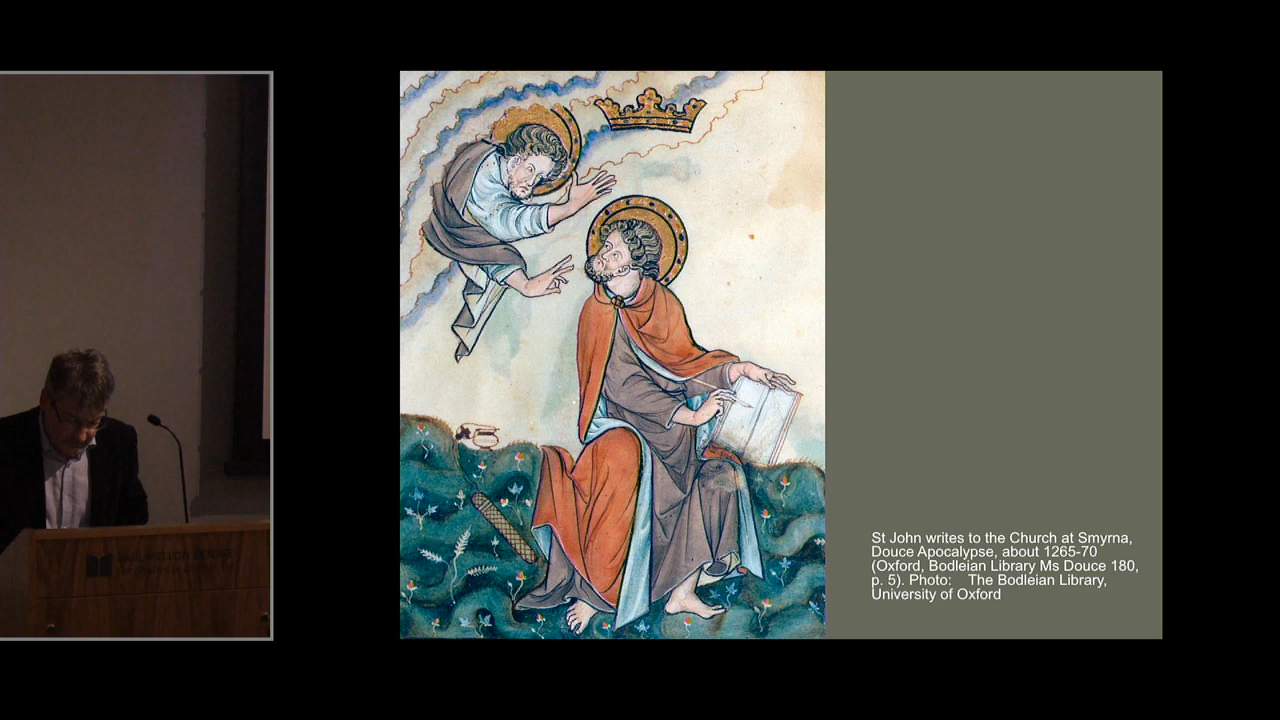 St John writes to the Church at Smyrna,
Douce Apocalypse, about 1265-70
(Oxford, Bodleian Library Ms Douce 180,
p. 5). Photo: The Bodleian Library,
University of Oxford